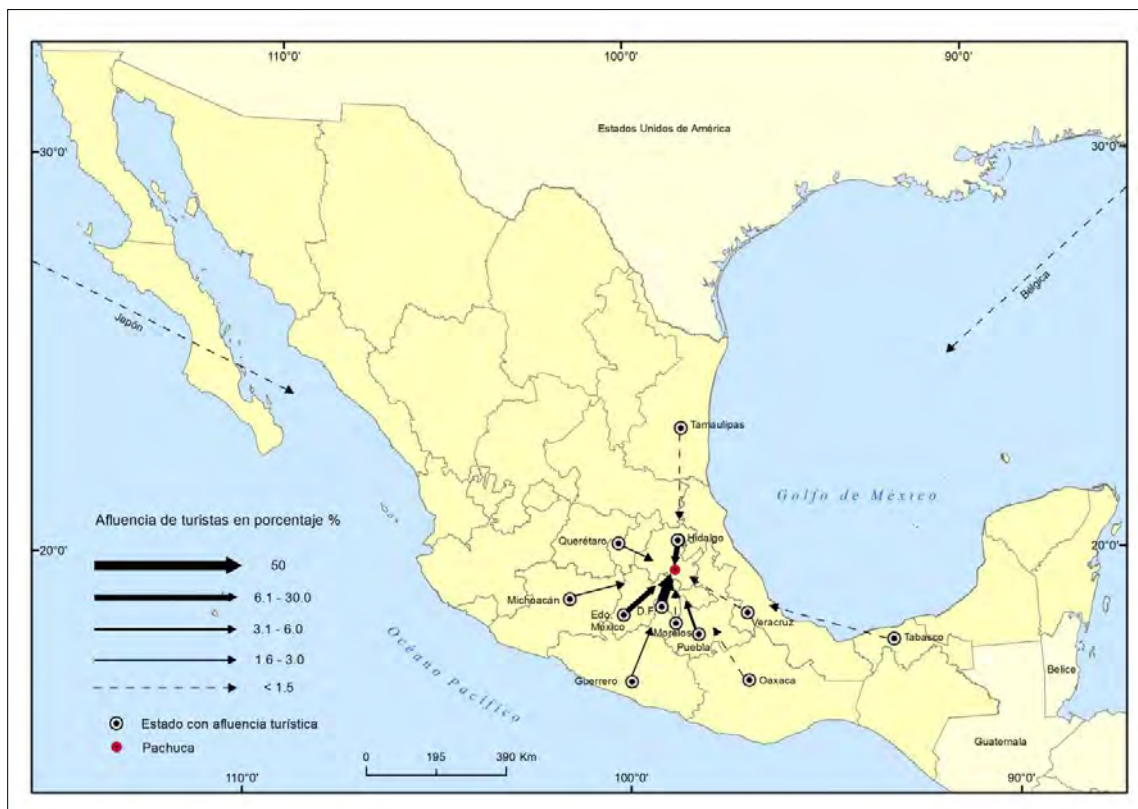 110°0'
100°0'
90°0'
Estados Unidos de América
30°0'
30°0'
Bélgica
Japón
Tamaulipas
Golfo de México
Afluencia de turistas en porcentaje %
50
6.1 - 30.0
3.1 - 6.0
1.6 - 3.0
< 1.5
Estado con afluencia turística
Pachuca
20°0'
20°0'
Querétaro
Hidalgo
Michoacán
Edo.
México
D.F.
Morelos
Puebla
Veracruz
Tabasco
Guerrero
Oaxaca
Belice
Océano Pacífico
Guatemala
0 195 390 Km
110°0'
100°0'
90°0'